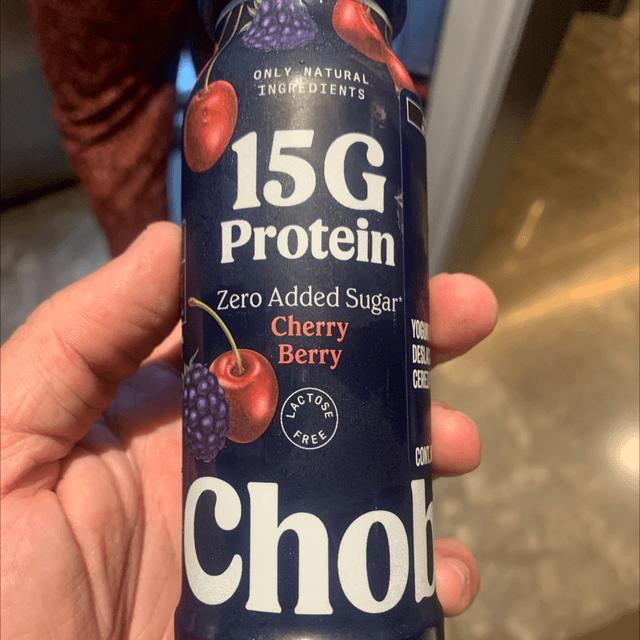 ONLY NATURAL
INGREDIENTS
15G
Protein
Zero Added Sugar*
Cherry
Berry
LACTOSE
FREE
Chob